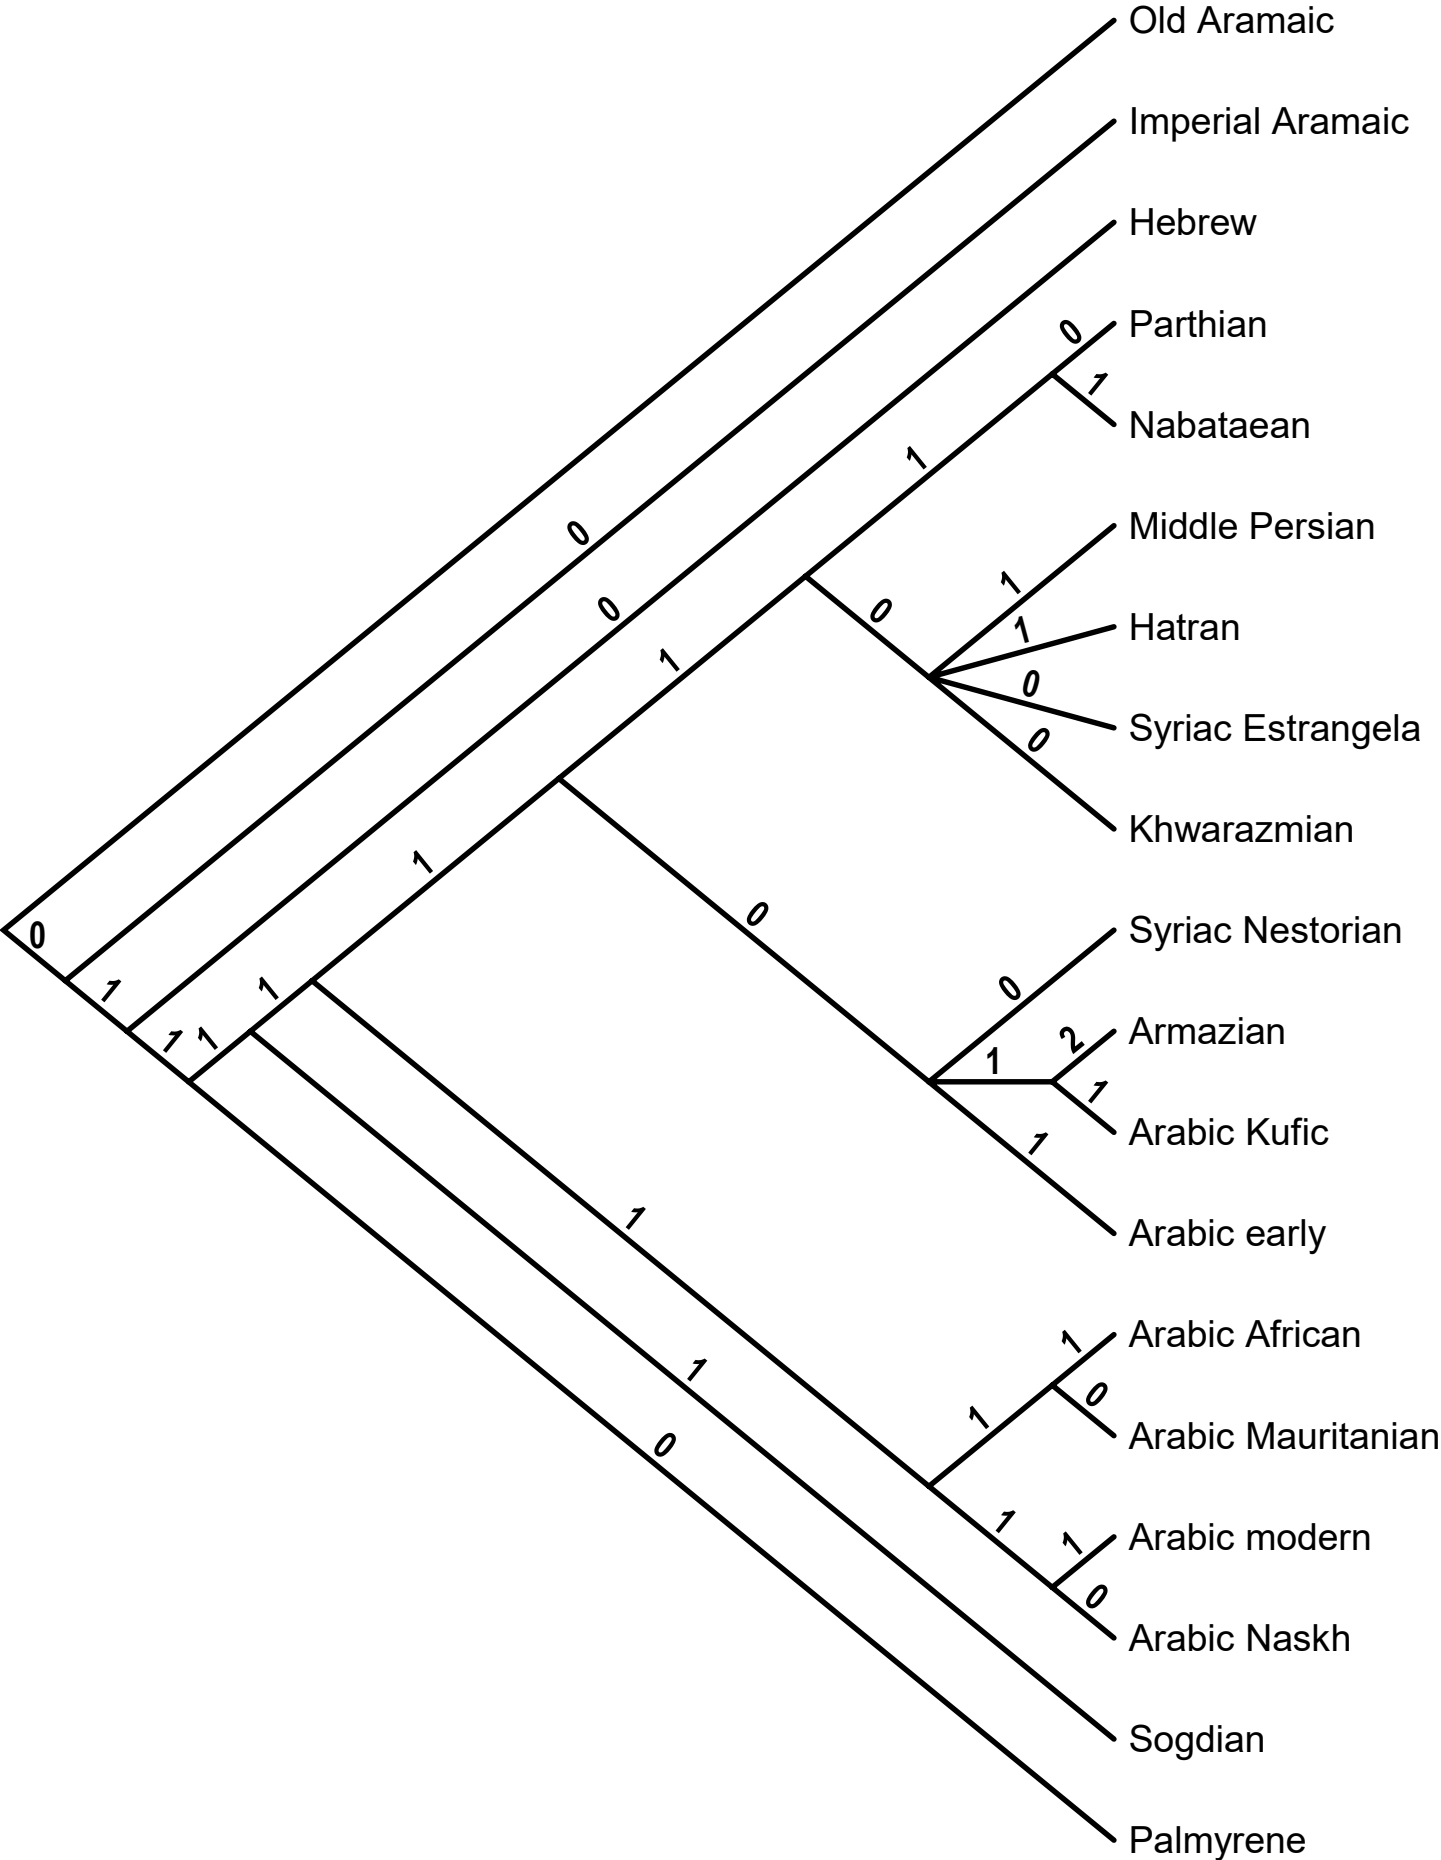 Old Aramaic
Imperial Aramaic
Hebrew
0 Parthian
1 Nabataean
1
0
1 Middle Persian
0
0
1 Hatran
1
0 Syriac Estrangela
0 Khwarazmian
1
0
0 Syriac Nestorian
0
1
1
2 Armazian
1
1 1
1 Arabic Kufic
1 Arabic early
1
1 Arabic African
1
0 Arabic Mauritanian
1
0
1
1 Arabic modern
0 Arabic Naskh
Sogdian
Palmyrene